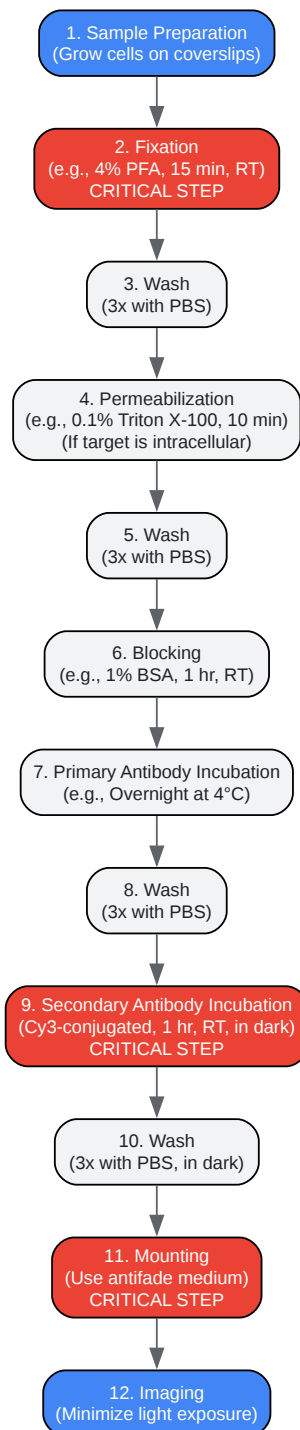 1. Sample Preparation
(Grow cells on coverslips)
2. Fixation
(e.g., 4% PFA, 15 min, RT)
CRITICAL STEP
3. Wash
(3x with PBS)
4. Permeabilization
(e.g., 0.1% Triton X-100, 10 min)
(If target is intracellular)
5. Wash
(3x with PBS)
6. Blocking
(e.g., 1% BSA, 1 hr, RT)
7. Primary Antibody Incubation
(e.g., Overnight at 4°C)
8. Wash
(3x with PBS)
9. Secondary Antibody Incubation
(Cy3-conjugated, 1 hr, RT, in dark)
CRITICAL STEP
10. Wash
(3x with PBS, in dark)
11. Mounting
(Use antifade medium)
CRITICAL STEP
12. Imaging
(Minimize light exposure)